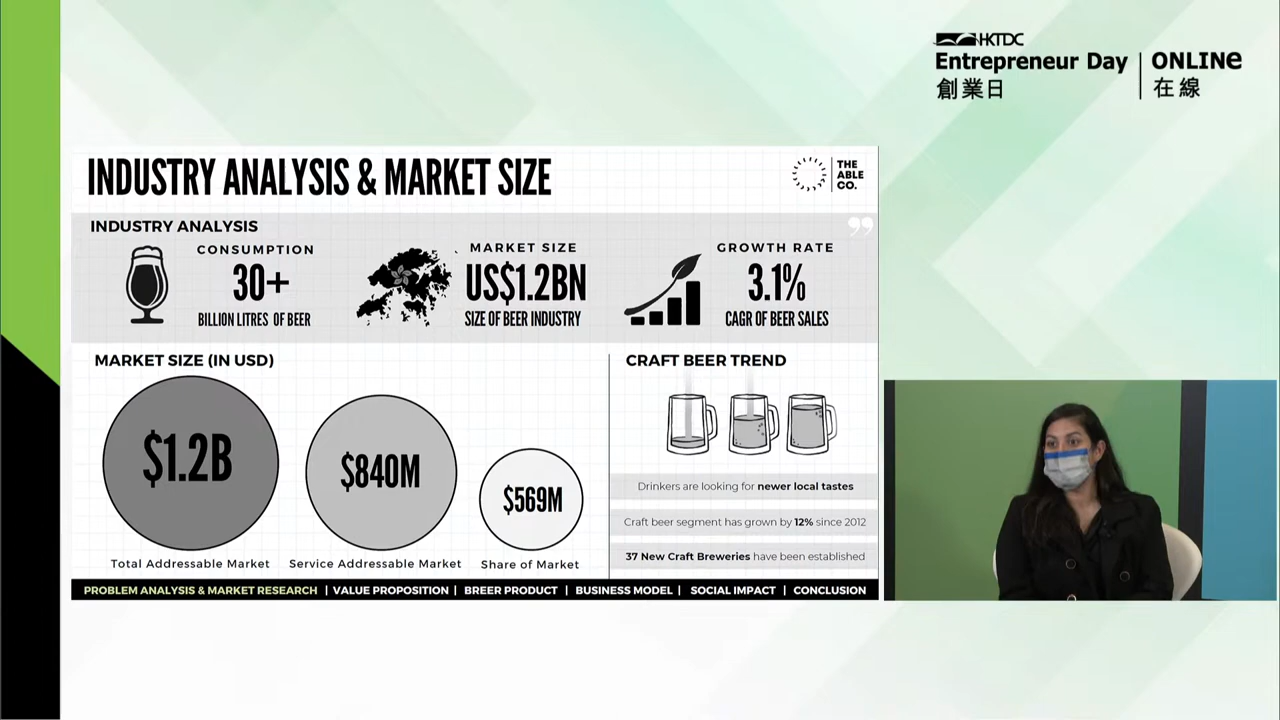 HKTDC
Entrepreneur Day
創業日
ONLINe
在線
INDUSTRY ANALYSIS & MARKET SIZE
THE
ABLE
CO.
INDUSTRY ANALYSIS
CONSUMPTION
30+
BILLION LITRES OF BEER
MARKET SIZE
US$1.2BN
SIZE OF BEER INDUSTRY
GROWTH RATE
3.1%
CAGR OF BEER SALES
MARKET SIZE (IN USD)
$1.2B
$840M
$569M
Total Addressable Market
Service Addressable Market
Share of Market
CRAFT BEER TREND
Drinkers are looking for newer local tastes
Craft beer segment has grown by 12% since 2012
37 New Craft Breweries have been established
PROBLEM ANALYSIS & MARKET RESEARCH | VALUE PROPOSITION | BREER PRODUCT | BUSINESS MODEL | SOCIAL IMPACT | CONCLUSION